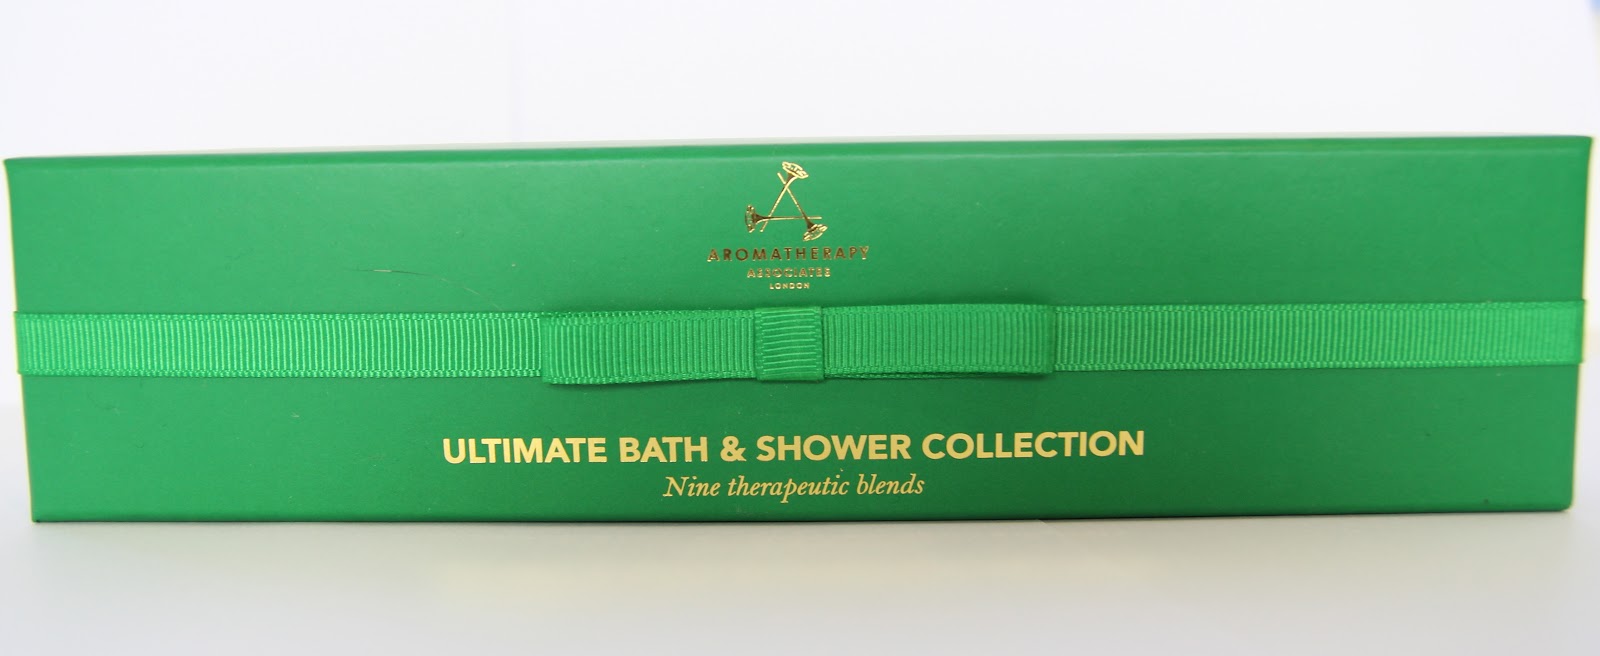 AROMATHERAPY
ASSOCIATES
LONDON
ULTIMATE BATH & SHOWER COLLECTION
Nine therapeutic blends